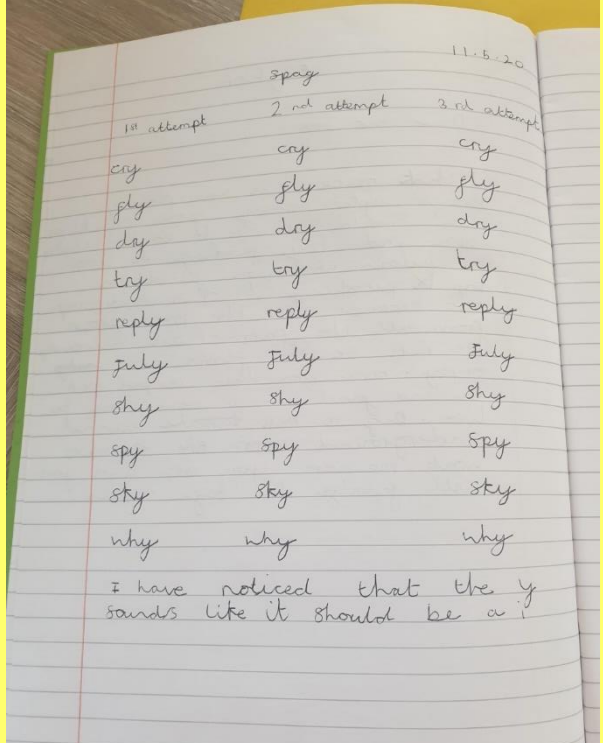 11.5.20
spag
1st attempt 2nd attempt 3rd attempt
cry cry cry
fly fly fly
dry dry dry
try try try
reply reply reply
July July July
shy shy shy
spy spy spy
sky sky sky
why why why
I have noticed that the y
sounds like it should be a i